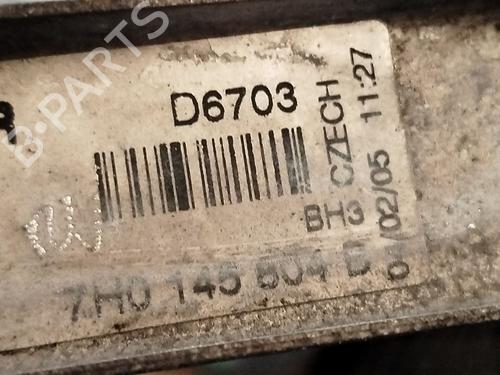 B-PARTS
R
D6703
BH3
CZECH
/02/05 11:27
7H0 145 804 B